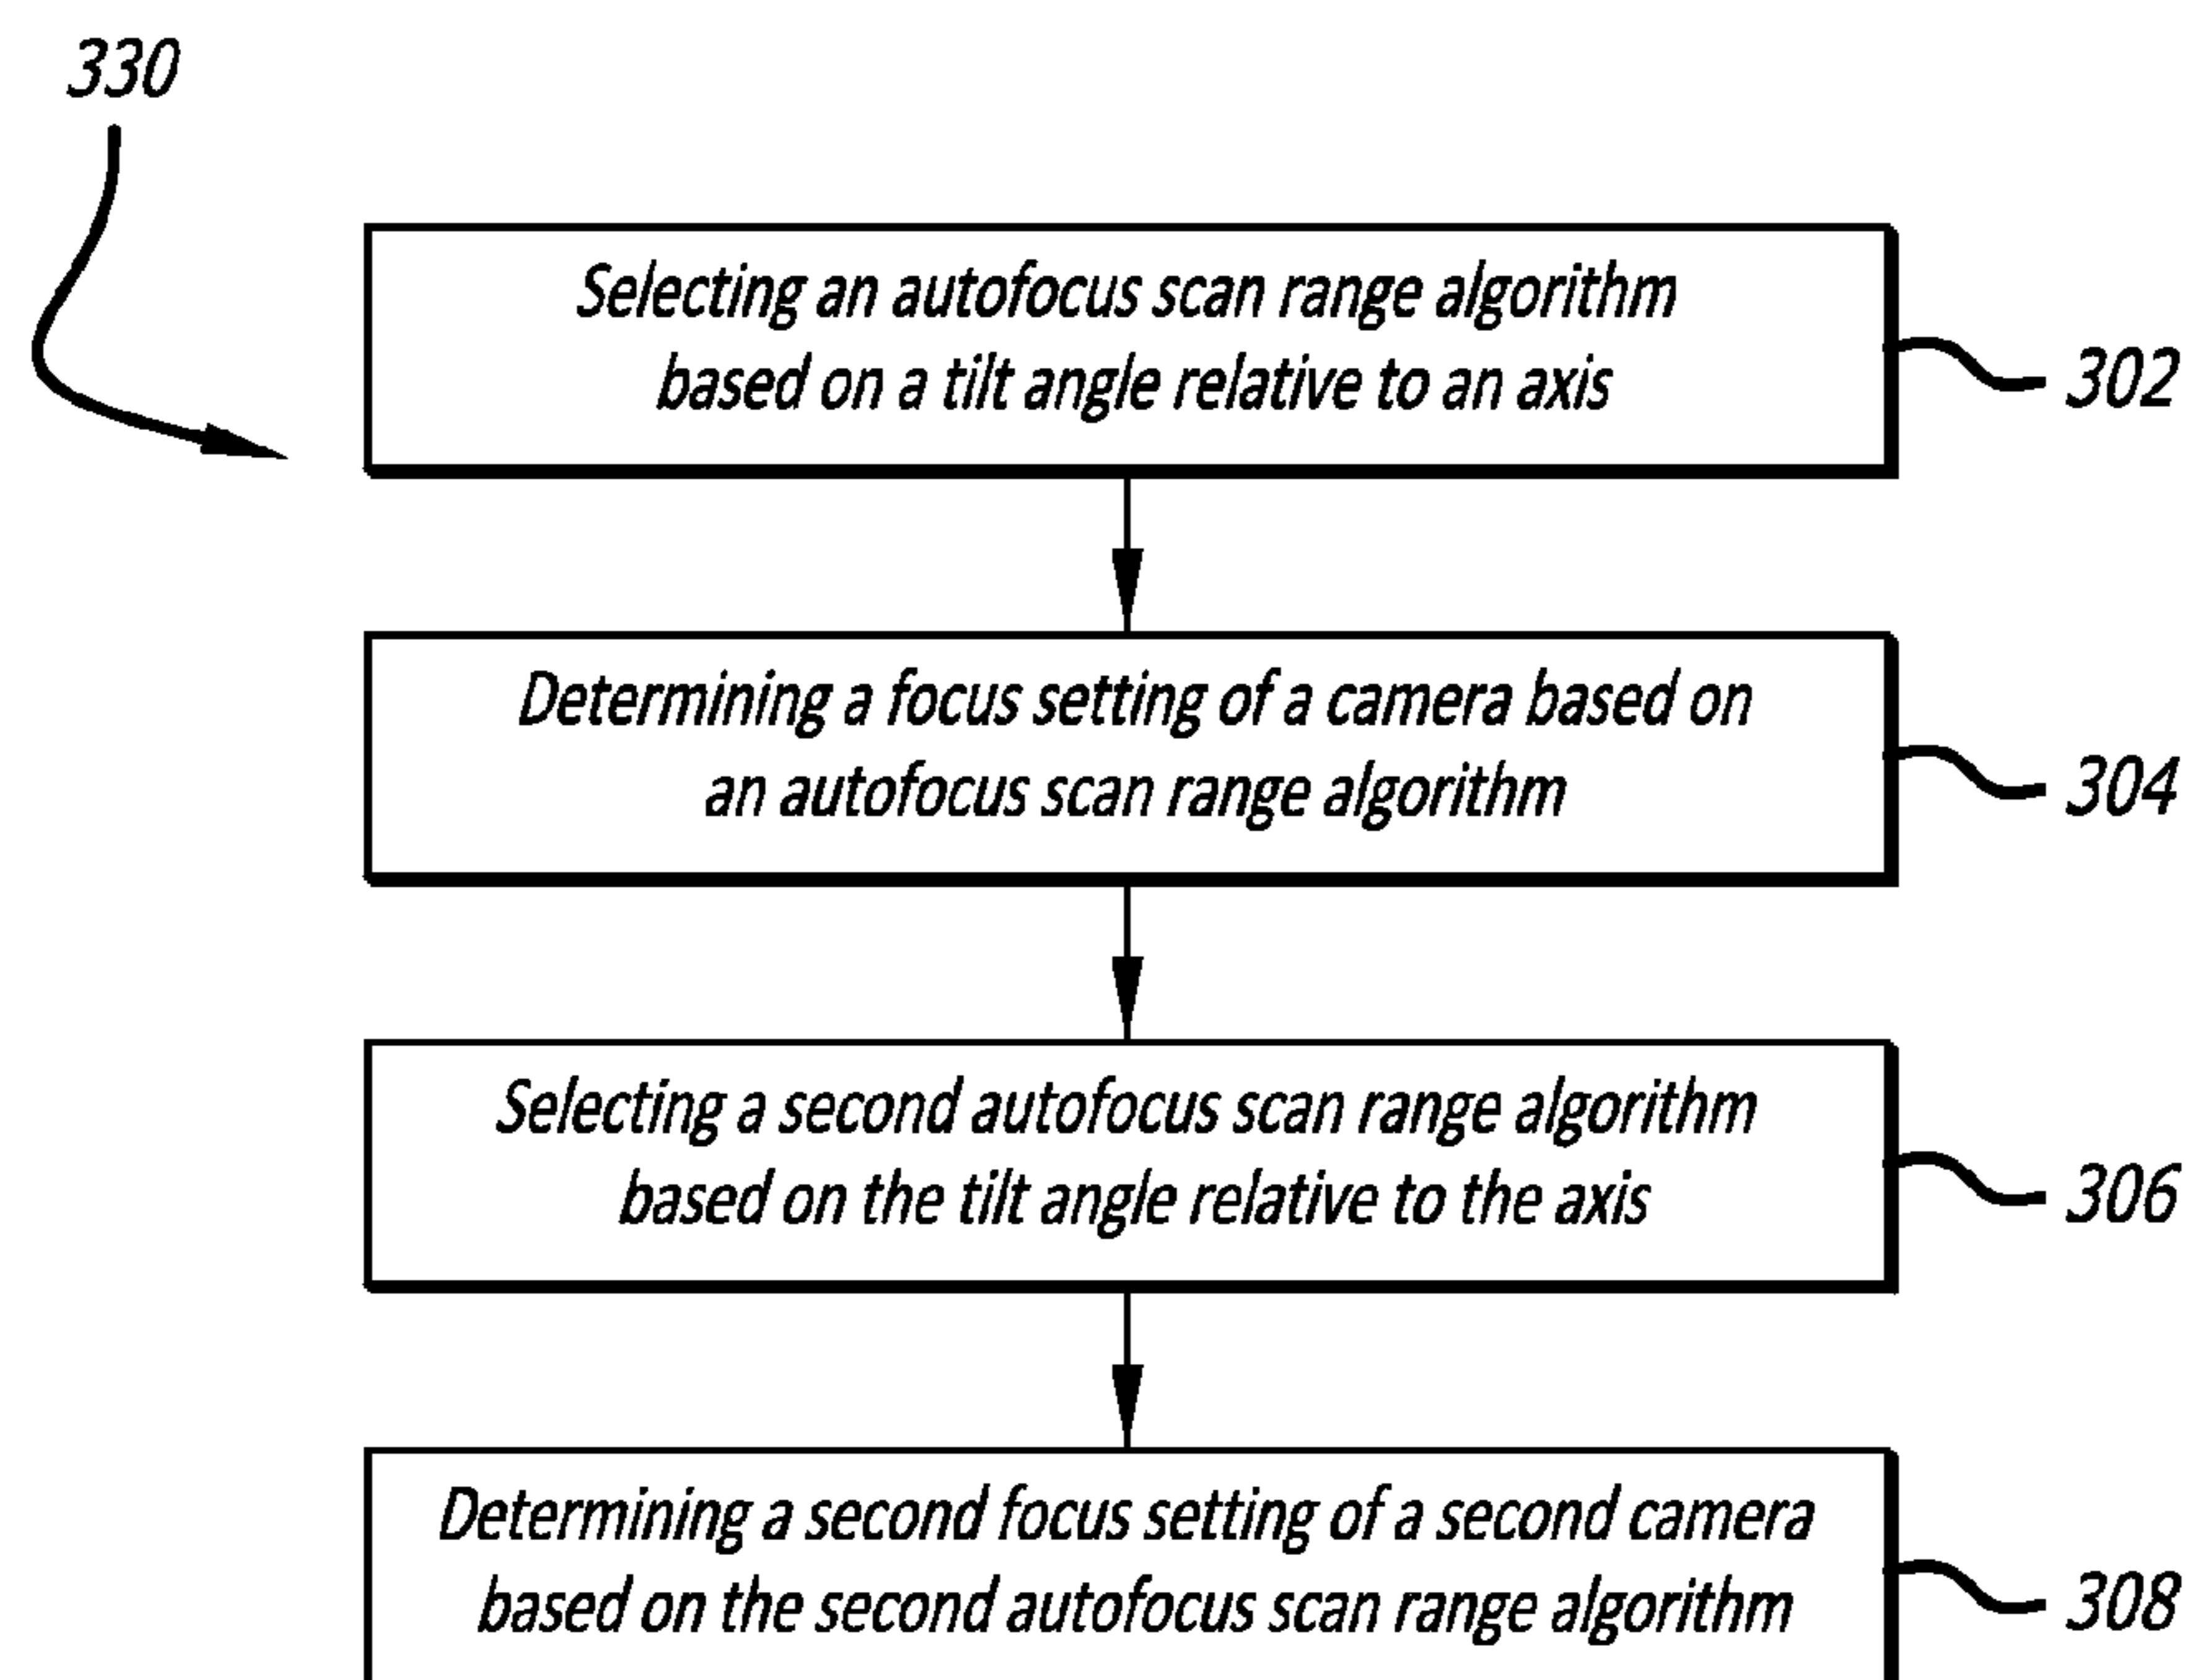 330
Selecting an autofocus scan range algorithm
based on a tilt angle relative to an axis
302
Determining a focus setting of a camera based on
an autofocus scan range algorithm
304
Selecting a second autofocus scan range algorithm
based on the tilt angle relative to the axis
306
Determining a second focus setting of a second camera
based on the second autofocus scan range algorithm
308